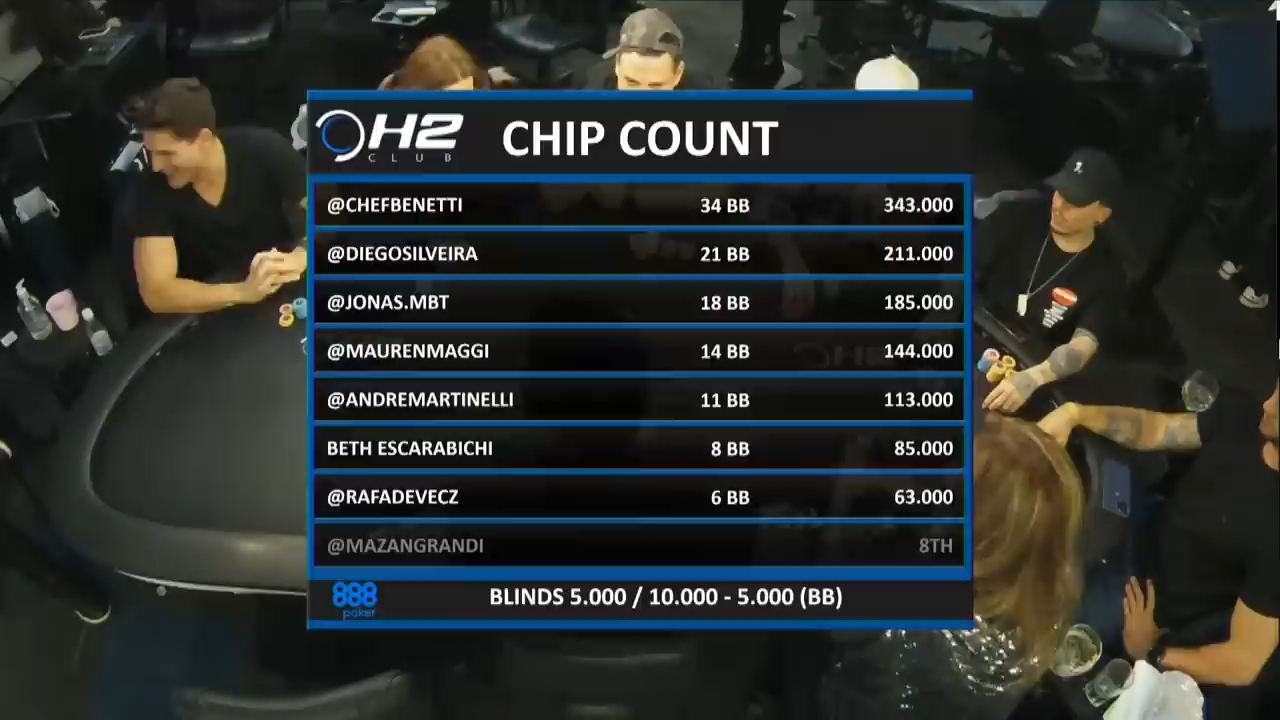 H2 CLUB CHIP COUNT
@CHEFBENETTI 34 BB 343.000
@DIEGOSILVEIRA 21 BB 211.000
@JONAS.MBT 18 BB 185.000
@MAURENMAGGI 14 BB 144.000
@ANDREMARTINELLI 11 BB 113.000
BETH ESCARABICHI 8 BB 85.000
@RAFADEVECZ 6 BB 63.000
@MAZANGRANDI 8TH
888 poker BLINDS 5.000 / 10.000 - 5.000 (BB)